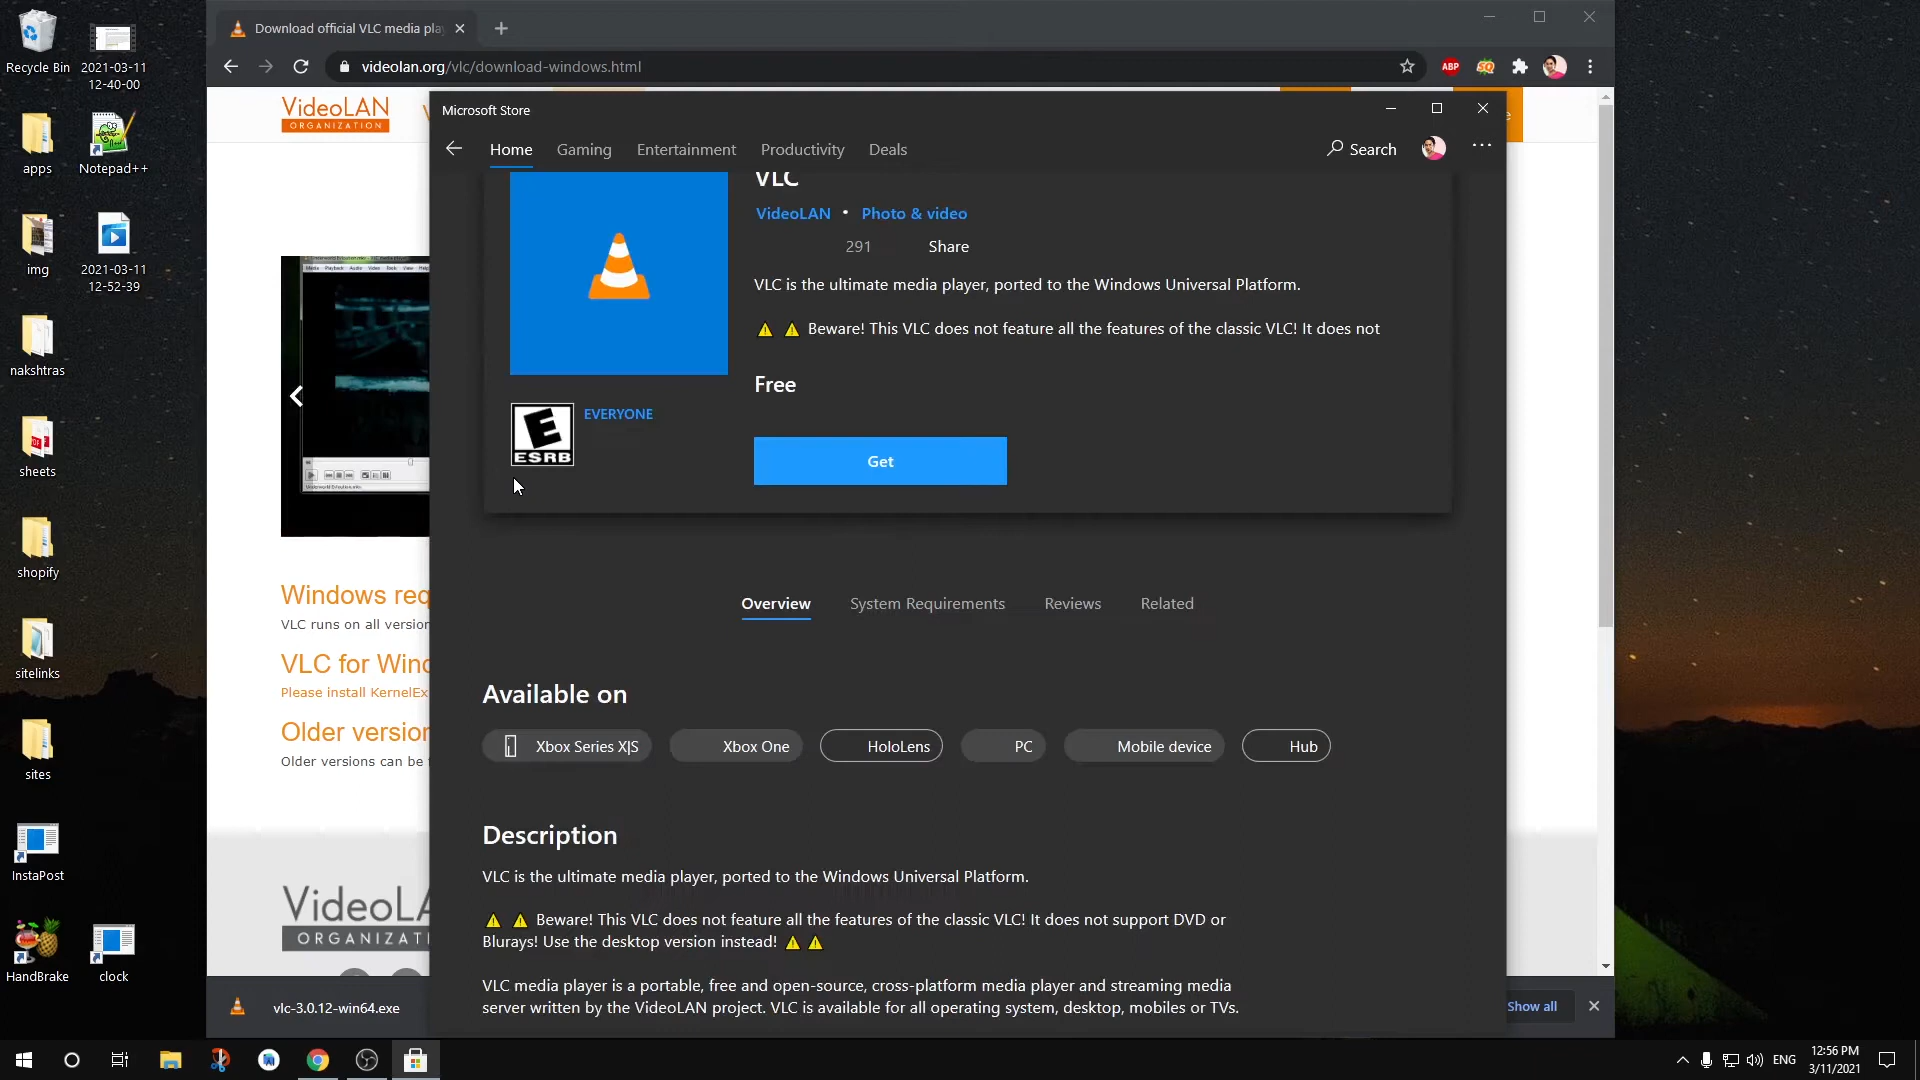 Recycle Bin
2021-03-11
12-40-00
apps
Notepad++
img
2021-03-11
12-52-39
nakshtras
sheets
shopify
sitelinks
sites
InstaPost
HandBrake
clock
Download official VLC media pla
videolan.org/vlc/download-windows.html
ABP
SQ
VideoLAN
ORGANIZATION
Windows req
VLC runs on all version
VLC for Wind
Please install KernelEx
Older version
Older versions can be
VideoLA
ORGANIZATI
vlc-3.0.12-win64.exe
Show all
Microsoft Store
Home
Gaming
Entertainment
Productivity
Deals
Search
VLC
VideoLAN • Photo & video
291
Share
VLC is the ultimate media player, ported to the Windows Universal Platform.
Beware! This VLC does not feature all the features of the classic VLC! It does not
Free
E
ESRB
EVERYONE
Get
Overview
System Requirements
Reviews
Related
Available on
Xbox Series X|S
Xbox One
HoloLens
PC
Mobile device
Hub
Description
VLC is the ultimate media player, ported to the Windows Universal Platform.
Beware! This VLC does not feature all the features of the classic VLC! It does not support DVD or
Blurays! Use the desktop version instead!
VLC media player is a portable, free and open-source, cross-platform media player and streaming media
server written by the VideoLAN project. VLC is available for all operating system, desktop, mobiles or TVs.
ENG
12:56 PM
3/11/2021